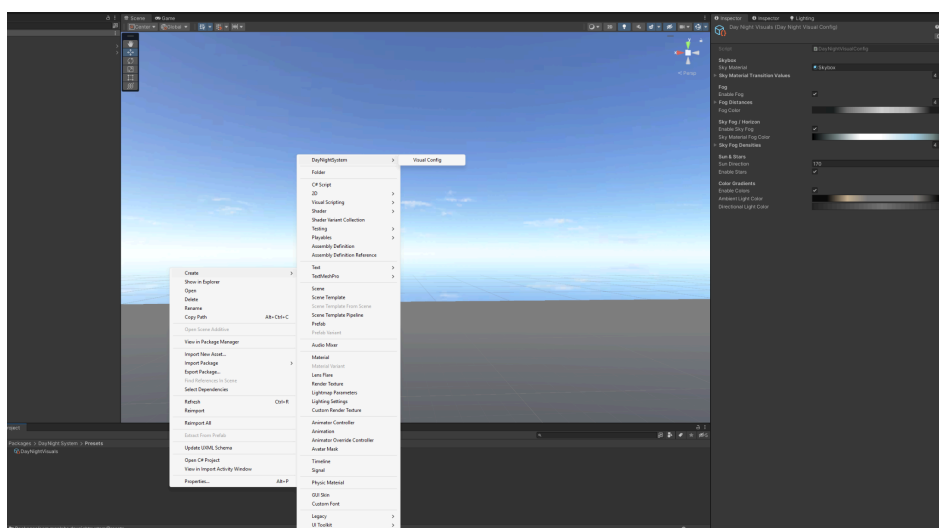 Scene Game
Center Global
Persp
Inspector Inspector Lighting
Day Night Visuals (Day Night Visual Config)
Script DayNightVisualConfig
Skybox
Sky Material Skybox
Sky Material Transition Values 4
Fog
Enable Fog
Fog Distances 4
Fog Color
Sky Fog / Horizon
Enable Sky Fog
Sky Material Fog Color
Sky Fog Densities 4
Sun & Stars
Sun Direction 170
Enable Stars
Color Gradients
Enable Colors
Ambient Light Color
Directional Light Color
DayNightSystem Visual Config
Folder
C# Script
2D
Visual Scripting
Shader
Shader Variant Collection
Testing
Playables
Assembly Definition
Assembly Definition Reference
Text
TextMeshPro
Scene
Scene Template
Scene Template From Scene
Scene Template Pipeline
Prefab
Prefab Variant
Audio Mixer
Material
Material Variant
Lens Flare
Render Texture
Lightmap Parameters
Lighting Settings
Custom Render Texture
Animator Controller
Animation
Animator Override Controller
Avatar Mask
Timeline
Signal
Physic Material
GUI Skin
Custom Font
Legacy
UI Toolkit
Create
Show in Explorer
Open
Delete
Rename
Copy Path Alt+Ctrl+C
Open Scene Additive
View in Package Manager
Import New Asset...
Import Package
Export Package...
Find References in Scene
Select Dependencies
Refresh Ctrl+R
Reimport
Reimport All
Extract From Prefab
Update UXML Schema
Open C# Project
View in Import Activity Window
Properties... Alt+P
Packages > DayNight System > Presets
DayNightVisuals